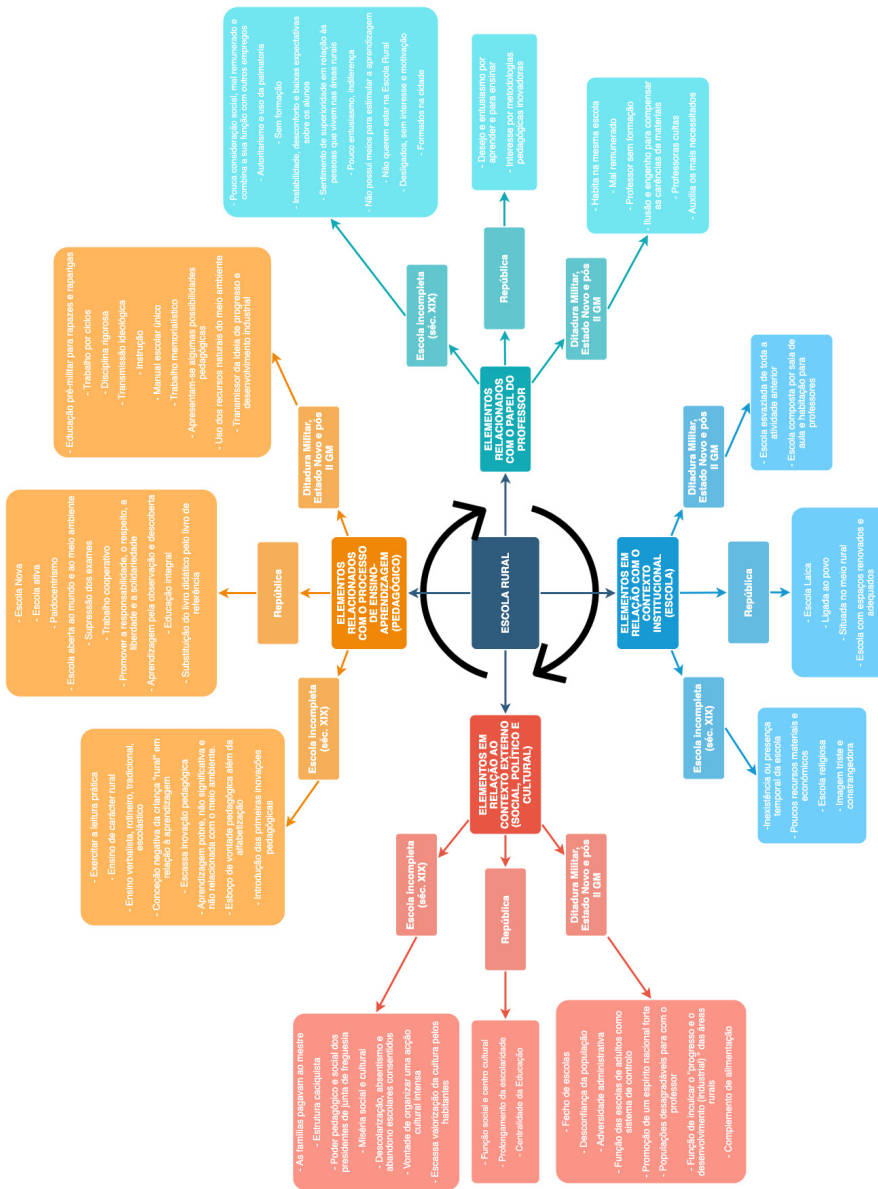 - Exercitar a leitura prática
- Ensino de carácter rural
- Ensino verbalista, rotineiro, tradicional,
escolástico
- Conceção negativa da criança "rural" em
relação à aprendizagem
- Escassa inovação pedagógica
- Aprendizagem pobre, não significativa e
não relacionada com o meio ambiente.
- Esboço de vontade pedagógica além da
alfabetização
- Introdução das primeiras inovações
pedagógicas
- Escola Nova
- Escola ativa
- Paidocentrismo
- Escola aberta ao mundo e ao meio ambiente
- Supressão dos exames
- Trabalho cooperativo
- Promover a responsabilidade, o respeito, a
liberdade e a solidariedade
- Aprendizagem pela observação e descoberta
- Educação integral
- Substituição do livro didático pelo livro de
referência
- Educação pré-militar para rapazes e raparigas
- Trabalho por ciclos
- Disciplina rigorosa
- Transmissão ideológica
- Instrução
- Manual escolar único
- Trabalho memorialístico
- Apresentam-se algumas possibilidades
pedagógicas
- Uso dos recursos naturais do meio ambiente
- Transmissor da ideia de progresso e
desenvolvimento industrial
Escola incompleta
(séc. XIX)
República
Ditadura Militar,
Estado Novo e pós
II GM
ELEMENTOS
RELACIONADOS
COM O PROCESSO
DE ENSINO-
APRENDIZAGEM
(PEDAGÓGICO)
- As famílias pagavam ao mestre
- Estrutura caciquista
- Poder pedagógico e social dos
presidentes de junta de freguesia
- Miséria social e cultural
- Descolarização, absentismo e
abandono escolares consentidos
- Vontade de organizar uma acção
cultural intensa
- Escassa valorização da cultura pelos
habitantes
- Função social e centro cultural
- Prolongamento da escolaridade
- Centralidade da Educação
- Fecho de escolas
- Desconfiança da população
- Adversidade administrativa
- Função das escolas de adultos como
sistema de controlo
- Promoção de um espírito nacional forte
- Populações desagradáveis para com o
professor
- Função de inculcar o "progresso e o
desenvolvimento (industrial)" das áreas
rurais
- Complemento de alimentação
Escola incompleta
(séc. XIX)
República
Ditadura Militar,
Estado Novo e pós
II GM
ELEMENTOS EM
RELAÇÃO AO
CONTEXTO EXTERNO
(SOCIAL, POLÍTICO E
CULTURAL)
ESCOLA RURAL
ELEMENTOS
RELACIONADOS
COM O PAPEL DO
PROFESSOR
Escola incompleta
(séc. XIX)
República
Ditadura Militar,
Estado Novo e pós
II GM
- Pouca consideração social, mal remunerado e
combina a sua função com outros empregos
- Autoritarismo e uso da palmatoria
- Sem formação
- Instabilidade, desconforto e baixas expectativas
sobre os alunos
- Sentimento de superioridade em relação às
pessoas que vivem nas áreas rurais
- Pouco entusiasmo, indiferença
- Não possui meios para estimular a aprendizagem
- Não querem estar na Escola Rural
- Desligados, sem interesse e motivação
- Formados na cidade
- Desejo e entusiasmo por
aprender e para ensinar
- Interesse por metodologias
pedagógicas inovadoras
- Habita na mesma escola
- Mal remunerado
- Professor sem formação
- Ilusão e engenho para compensar
as carências de materiais
- Professoras cultas
- Auxilia os mais necessitados
ELEMENTOS EM
RELAÇÃO COM O
CONTEXTO
INSTITUCIONAL
(ESCOLA)
Escola incompleta
(séc. XIX)
República
Ditadura Militar,
Estado Novo e pós
II GM
-Inexistência ou presença
temporal da escola
- Poucos recursos materiais e
económicos
- Escola religiosa
- Imagem triste e
constrangedora
- Escola Laica
- Ligada ao povo
- Situada no meio rural
- Escola com espaços renovados e
adequados
- Escola esvaziada de toda a
atividade anterior
- Escola composta por sala de
aula e habitação para
professores